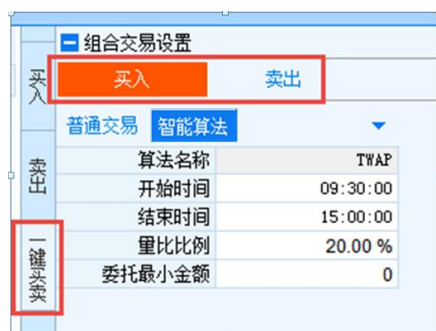 组合交易设置
买入
买入 卖出
普通交易 智能算法
算法名称 TWAP
卖出
开始时间 09:30:00
结束时间 15:00:00
一键买卖
量比比例 20.00 %
委托最小金额 0